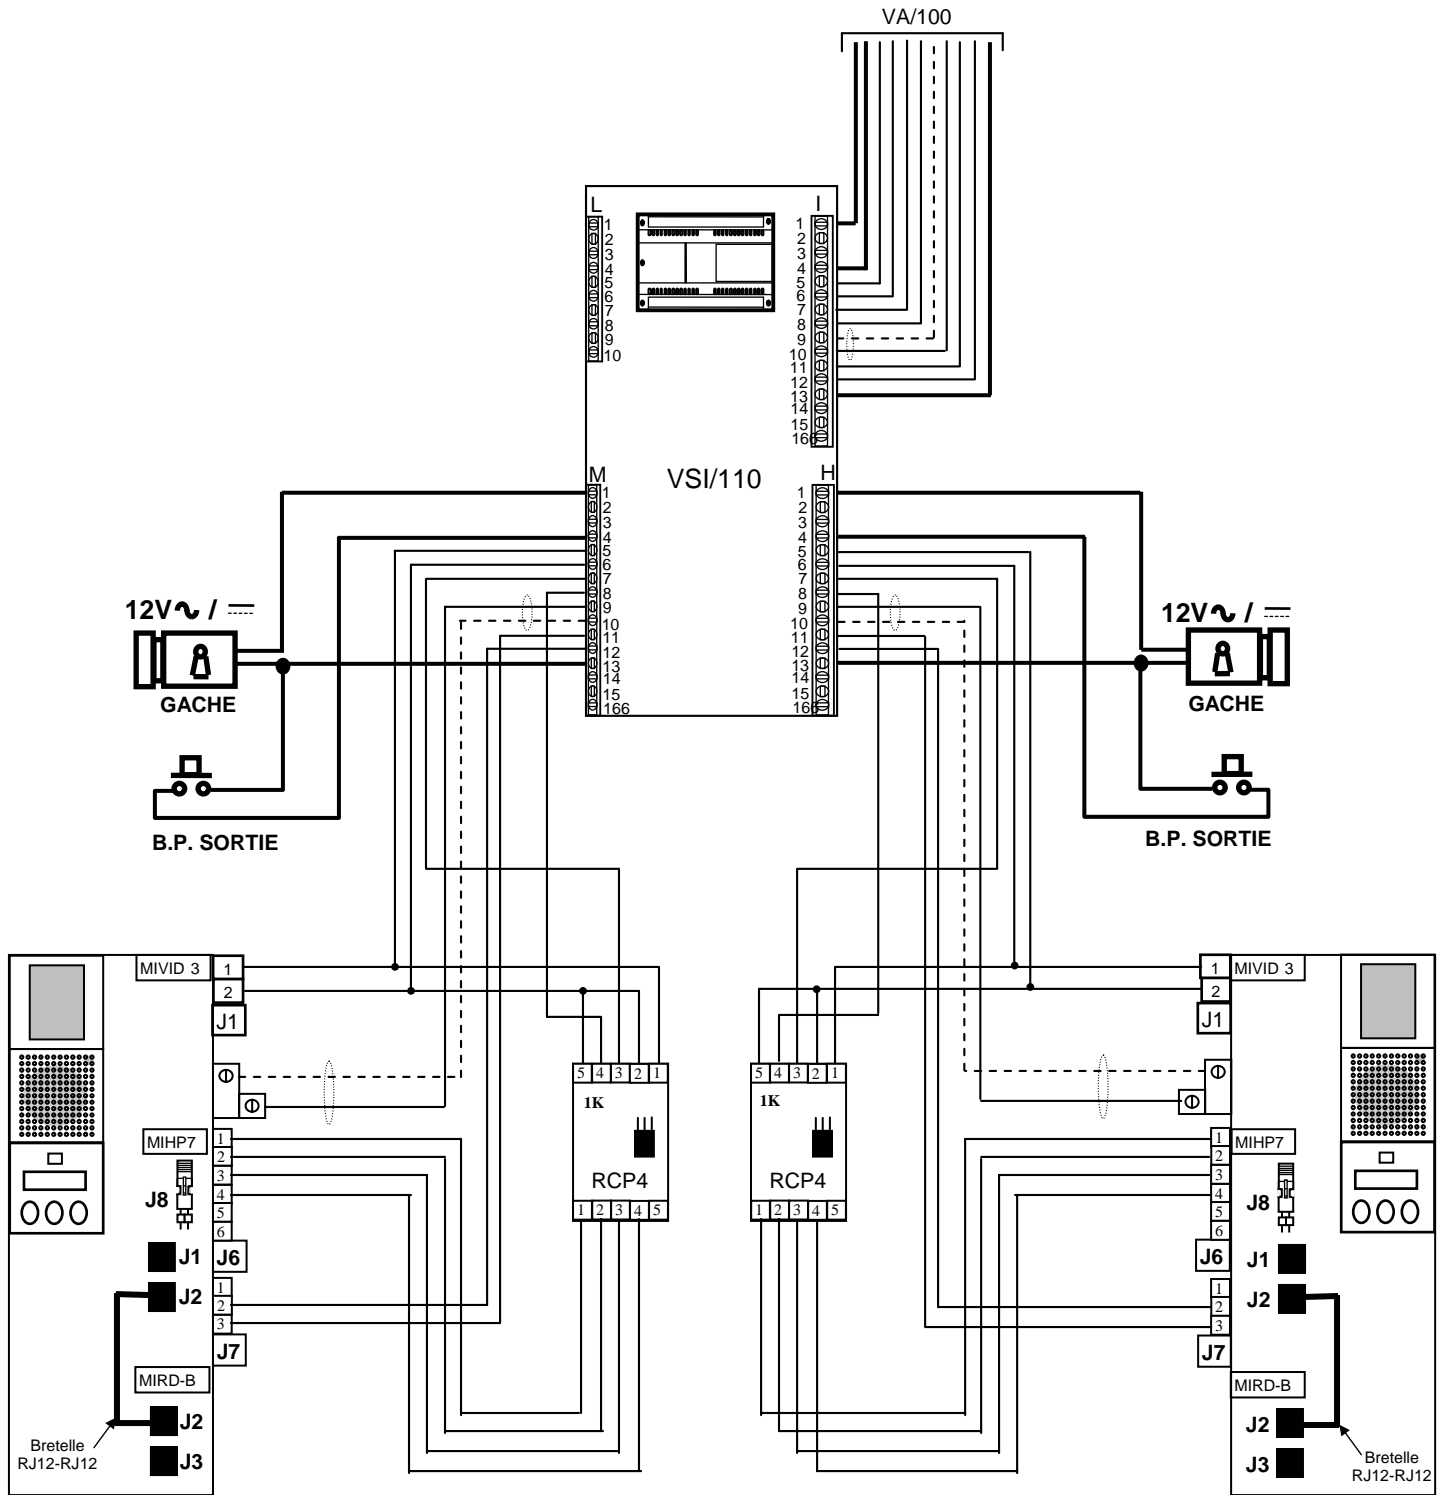 VA/100
L
1
2
3
4
5
6
7
8
9
10
I
1
2
3
4
5
6
7
8
9
10
11
12
13
14
15
166
VSI/110
M
1
2
3
4
5
6
7
8
9
10
11
12
13
14
15
166
H
1
2
3
4
5
6
7
8
9
10
11
12
13
14
15
166
12V∿ / ⎓
GACHE
B.P. SORTIE
12V∿ / ⎓
GACHE
B.P. SORTIE
MIVID 3
1
2
J1
MIHP7
1
2
3
4
5
6
J8
J1
J6
J2
1
2
3
J7
MIRD-B
J2
J3
Bretelle
RJ12-RJ12
5 4 3 2 1
1K
RCP4
1 2 3 4 5
5 4 3 2 1
1K
RCP4
1 2 3 4 5
1
MIVID 3
2
J1
1
MIHP7
2
3
4
5
6
J8
J6
J1
1
2
3
J2
J7
MIRD-B
J2
J3
Bretelle
RJ12-RJ12